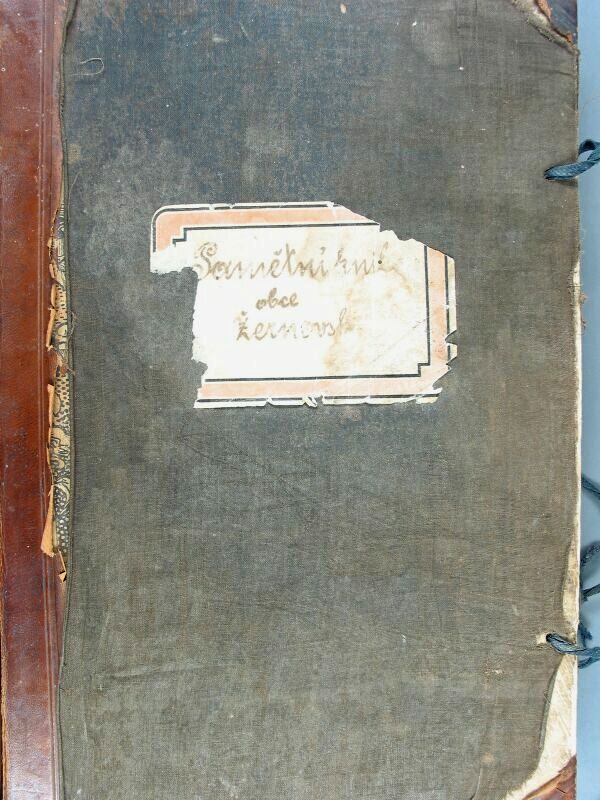 Pamětní kni
obce
Žernovsk